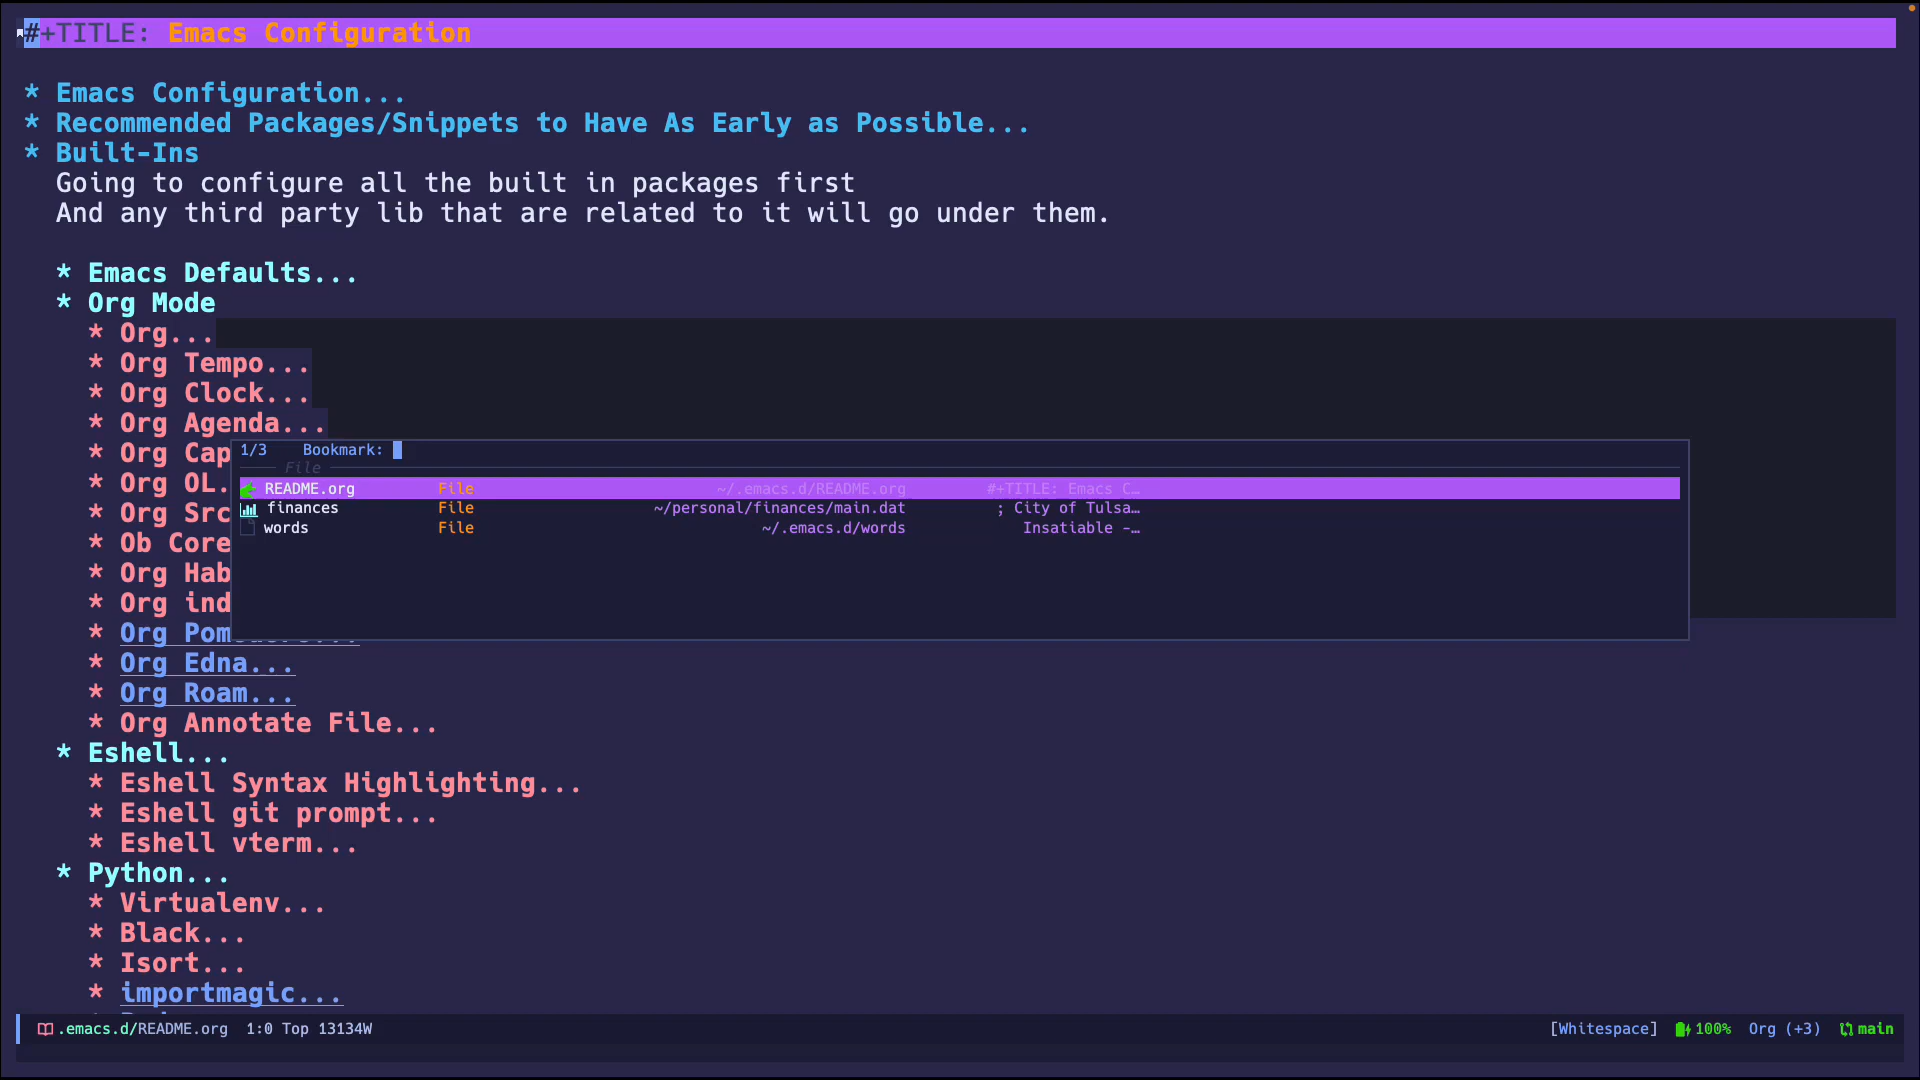 #+TITLE: Emacs Configuration
* Emacs Configuration...
* Recommended Packages/Snippets to Have As Early as Possible...
* Built-Ins
Going to configure all the built in packages first
And any third party lib that are related to it will go under them.
* Emacs Defaults...
* Org Mode
* Org...
* Org Tempo...
* Org Clock...
* Org Agenda...
* Org Cap
* Org OL.
* Org Src
* Ob Core
* Org Hab
* Org ind
1/3 Bookmark:
File
README.org File ~/.emacs.d/README.org #+TITLE: Emacs C…
finances File ~/personal/finances/main.dat ; City of Tulsa…
words File ~/.emacs.d/words Insatiable -…
* Org Pom
* Org Edna...
* Org Roam...
* Org Annotate File...
* Eshell...
* Eshell Syntax Highlighting...
* Eshell git prompt...
* Eshell vterm...
* Python...
* Virtualenv...
* Black...
* Isort...
* importmagic...
.emacs.d/README.org 1:0 Top 13134W [Whitespace] 100% Org (+3) main